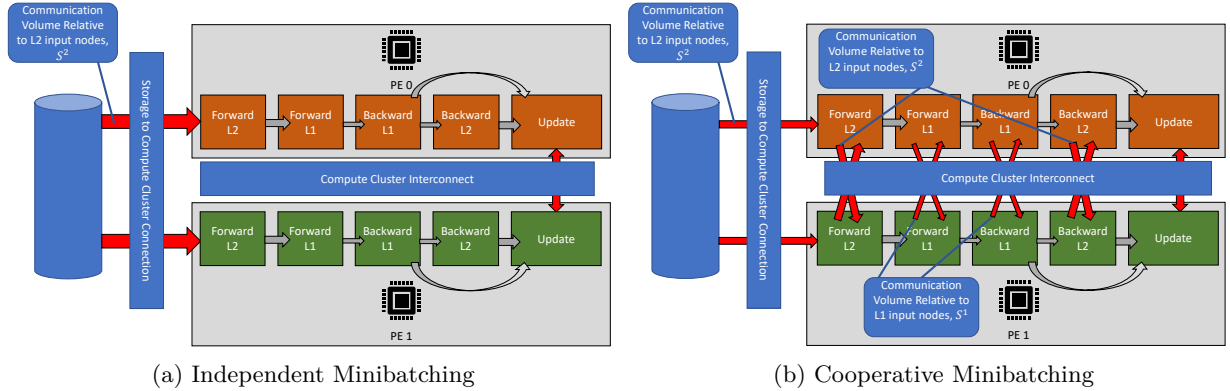 Communication
Volume Relative
to L2 input nodes,
S²
Storage to Compute Cluster Connection
PE 0
Forward
L2
Forward
L1
Backward
L1
Backward
L2
Update
Compute Cluster Interconnect
Forward
L2
Forward
L1
Backward
L1
Backward
L2
Update
PE 1
(a) Independent Minibatching
Communication
Volume Relative
to L2 input nodes,
S²
Storage to Compute Cluster Connection
Communication
Volume Relative to
L2 input nodes, S²
PE 0
Forward
L2
Forward
L1
Backward
L1
Backward
L2
Update
Compute Cluster Interconnect
Forward
L2
Forward
L1
Backward
L1
Backward
L2
Update
Communication
Volume Relative to
L1 input nodes, S¹
PE 1
(b) Cooperative Minibatching